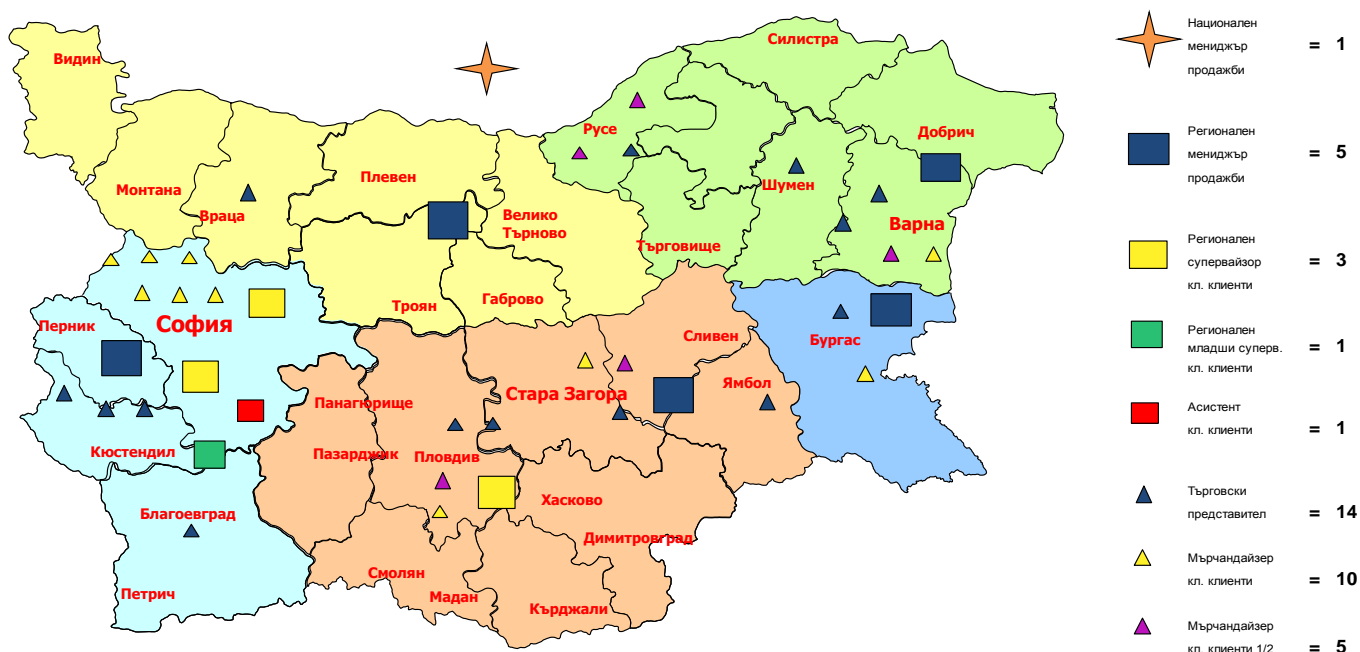 Видин
Монтана
Враца
Плевен
Велико
Търново
Троян
Габрово
Русе
Силистра
Добрич
Шумен
Варна
Търговище
София
Перник
Кюстендил
Благоевград
Петрич
Панагюрище
Пазарджик
Пловдив
Стара Загора
Сливен
Ямбол
Бургас
Хасково
Димитровград
Смолян
Мадан
Кърджали
Национален
мениджър = 1
продажби
Регионален
мениджър = 5
продажби
Регионален
супервайзор = 3
кл. клиенти
Регионален
младши суперв. = 1
кл. клиенти
Асистент
кл. клиенти = 1
Търговски
представител = 14
Мърчандайзер
кл. клиенти = 10
Мърчандайзер
кл. клиенти 1/2 = 5